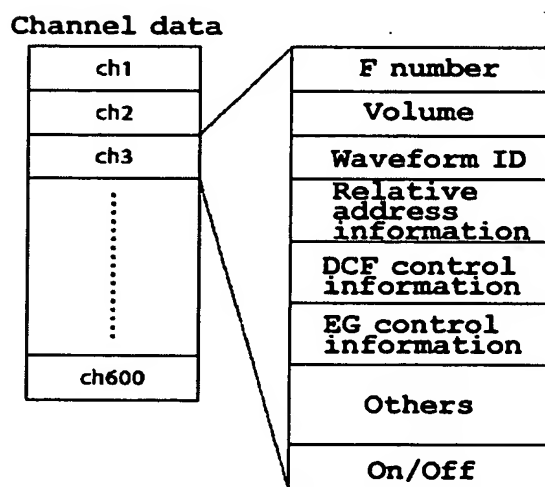 Channel data
ch1
ch2
ch3
ch600
F number
Volume
Waveform ID
Relative
address
information
DCF control
information
EG control
information
Others
On/Off